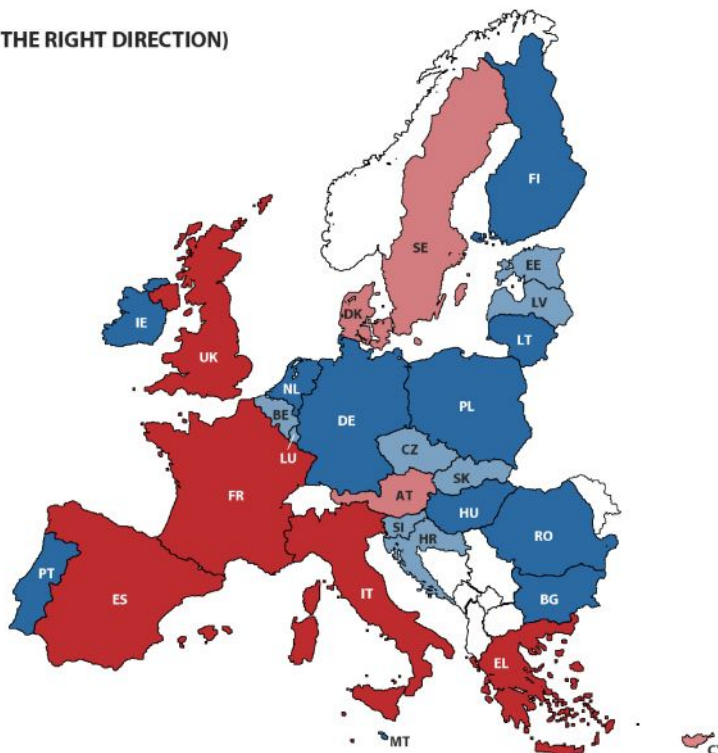 THE RIGHT DIRECTION)
FI
SE
EE
LV
DK
LT
IE
UK
NL
PL
BE
DE
CZ
LU
SK
FR
AT
HU
SI
HR
RO
PT
ES
IT
BG
EL
MT